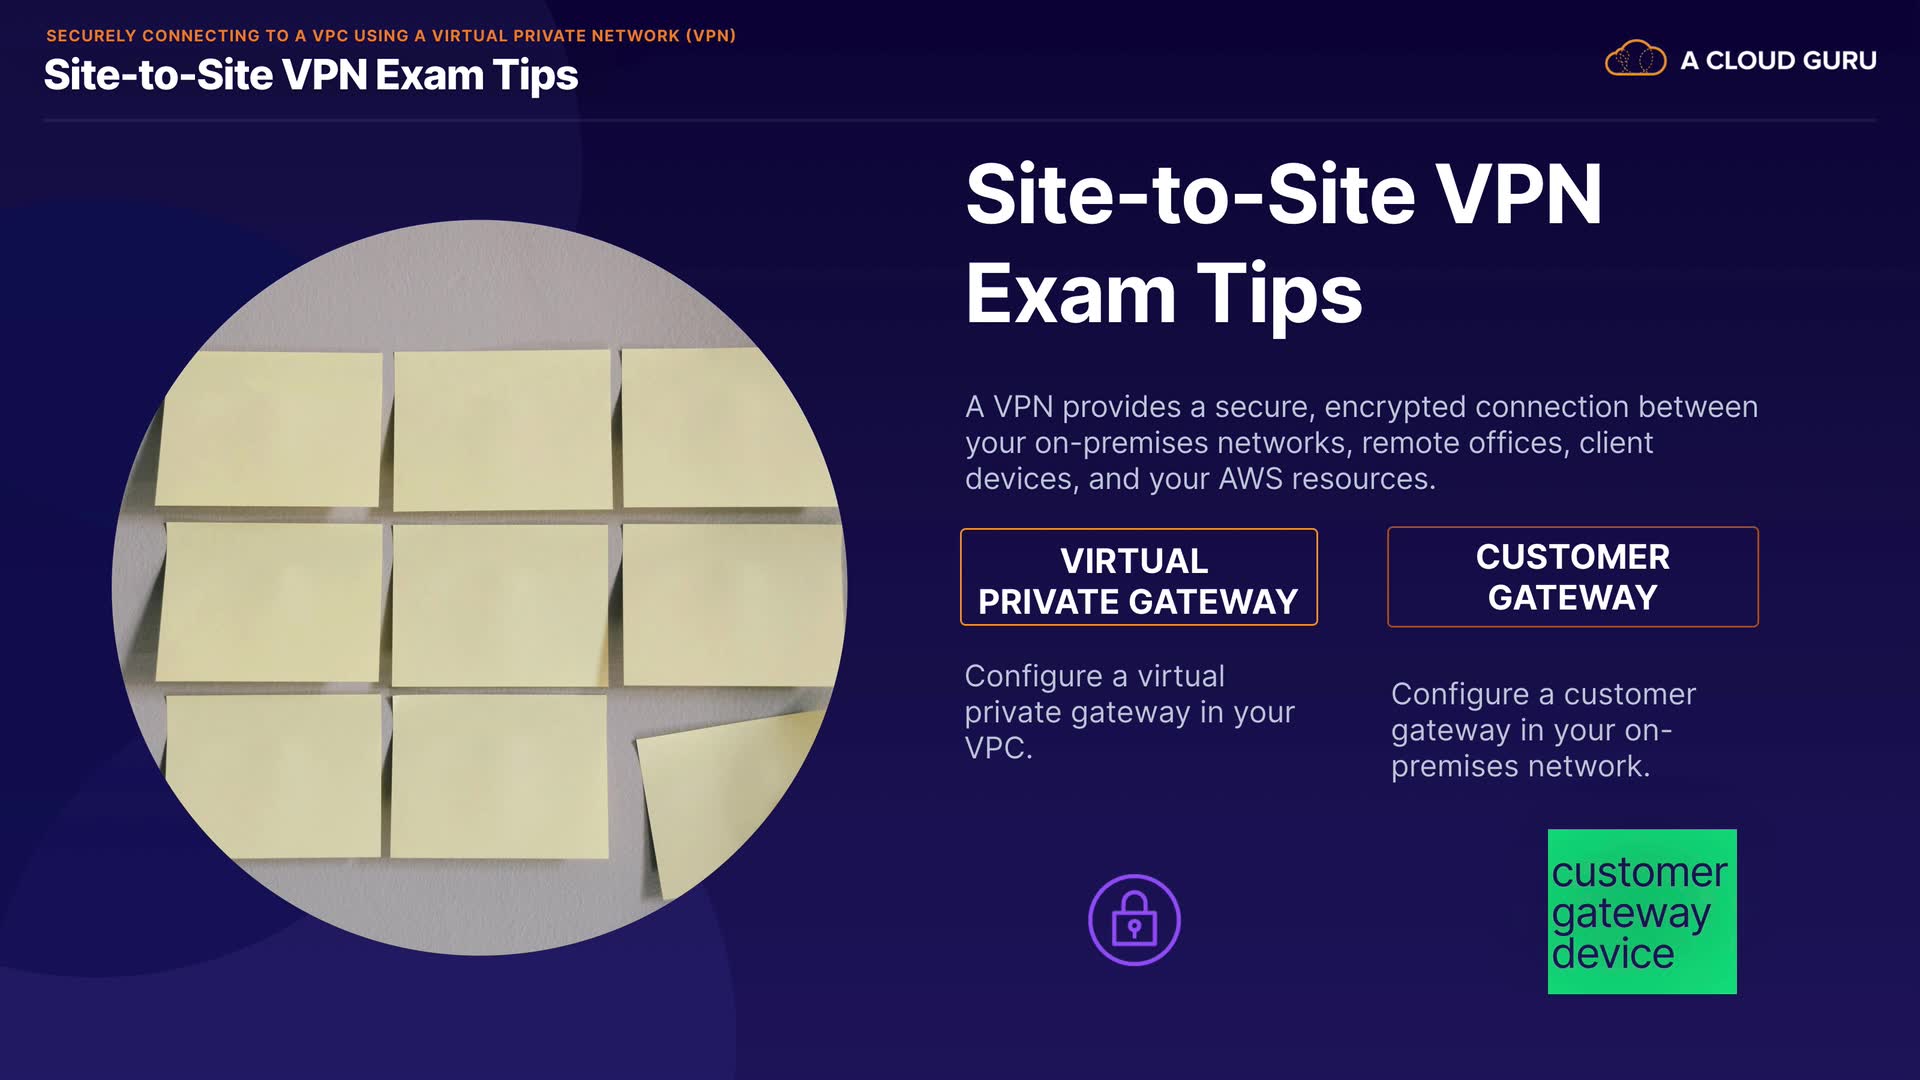 SECURELY CONNECTING TO A VPC USING A VIRTUAL PRIVATE NETWORK (VPN)
Site-to-Site VPN Exam Tips
A CLOUD GURU
Site-to-Site VPN
Exam Tips
A VPN provides a secure, encrypted connection between
your on-premises networks, remote offices, client
devices, and your AWS resources.
VIRTUAL
PRIVATE GATEWAY
Configure a virtual
private gateway in your
VPC.
CUSTOMER
GATEWAY
Configure a customer
gateway in your on-
premises network.
customer
gateway
device